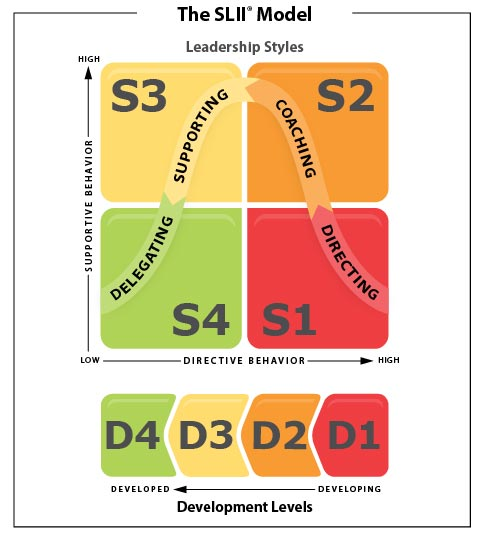 The SLII® Model
Leadership Styles
HIGH
SUPPORTIVE BEHAVIOR
S3
S2
SUPPORTING
COACHING
DELEGATING
DIRECTING
S4
S1
LOW
DIRECTIVE BEHAVIOR
HIGH
D4
D3
D2
D1
DEVELOPED
DEVELOPING
Development Levels